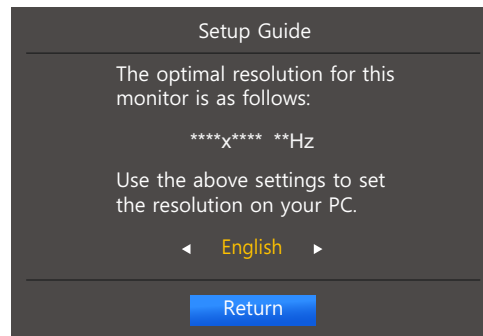 Setup Guide
The optimal resolution for this
monitor is as follows:
****x**** **Hz
Use the above settings to set
the resolution on your PC.
English
Return